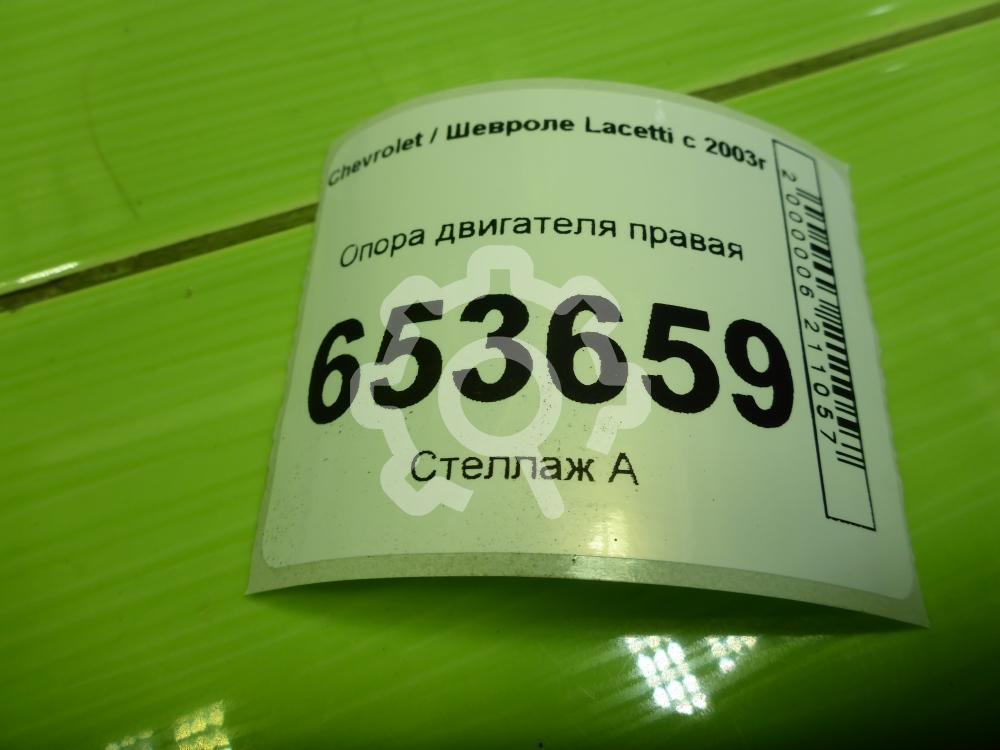 Chevrolet / Шевроле Lacetti с 2003г
Опора двигателя правая
653659
Стеллаж А
2000006211057